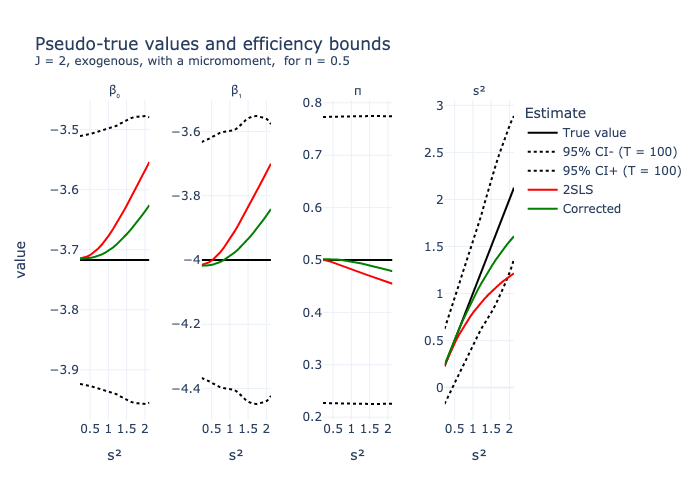 Pseudo-true values and efficiency bounds
J = 2, exogenous, with a micromoment,  for π = 0.5
β₀
β₁
π
s²
Estimate
True value
95% CI- (T = 100)
95% CI+ (T = 100)
2SLS
Corrected
value
−3.5
−3.6
−3.7
−3.8
−3.9
−3.6
−3.8
−4
−4.2
−4.4
0.8
0.7
0.6
0.5
0.4
0.3
0.2
3
2.5
2
1.5
1
0.5
0
0.5 1 1.5 2
0.5 1 1.5 2
0.5 1 1.5 2
0.5 1 1.5 2
s²
s²
s²
s²